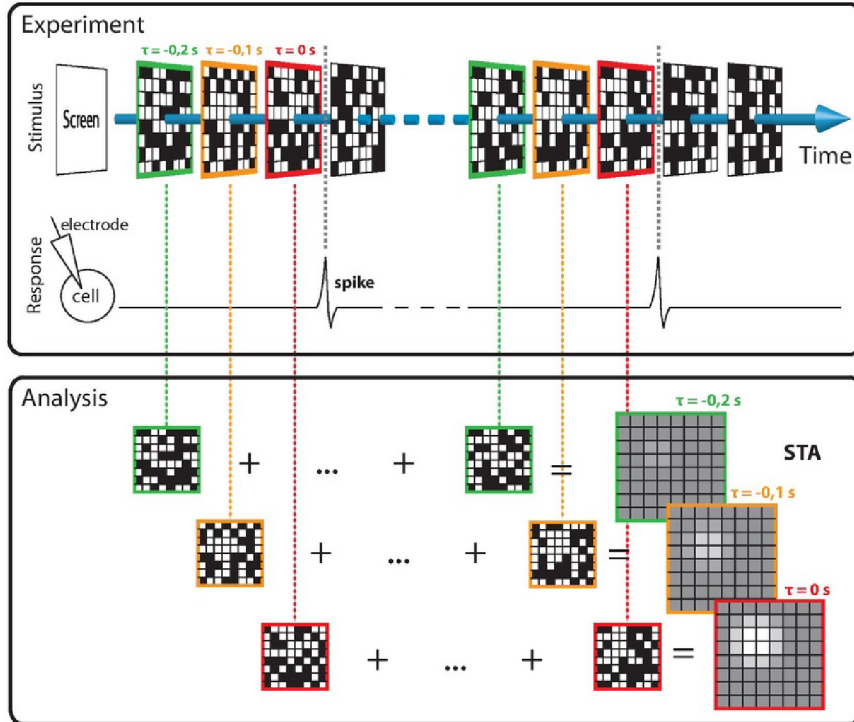 Experiment
τ = -0,2 s
τ = -0,1 s
τ = 0 s
Stimulus
Screen
Time
Response
electrode
cell
spike
Analysis
τ = -0,2 s
+ ... + =
STA
τ = -0,1 s
+ ... + =
τ = 0 s
+ ... + =